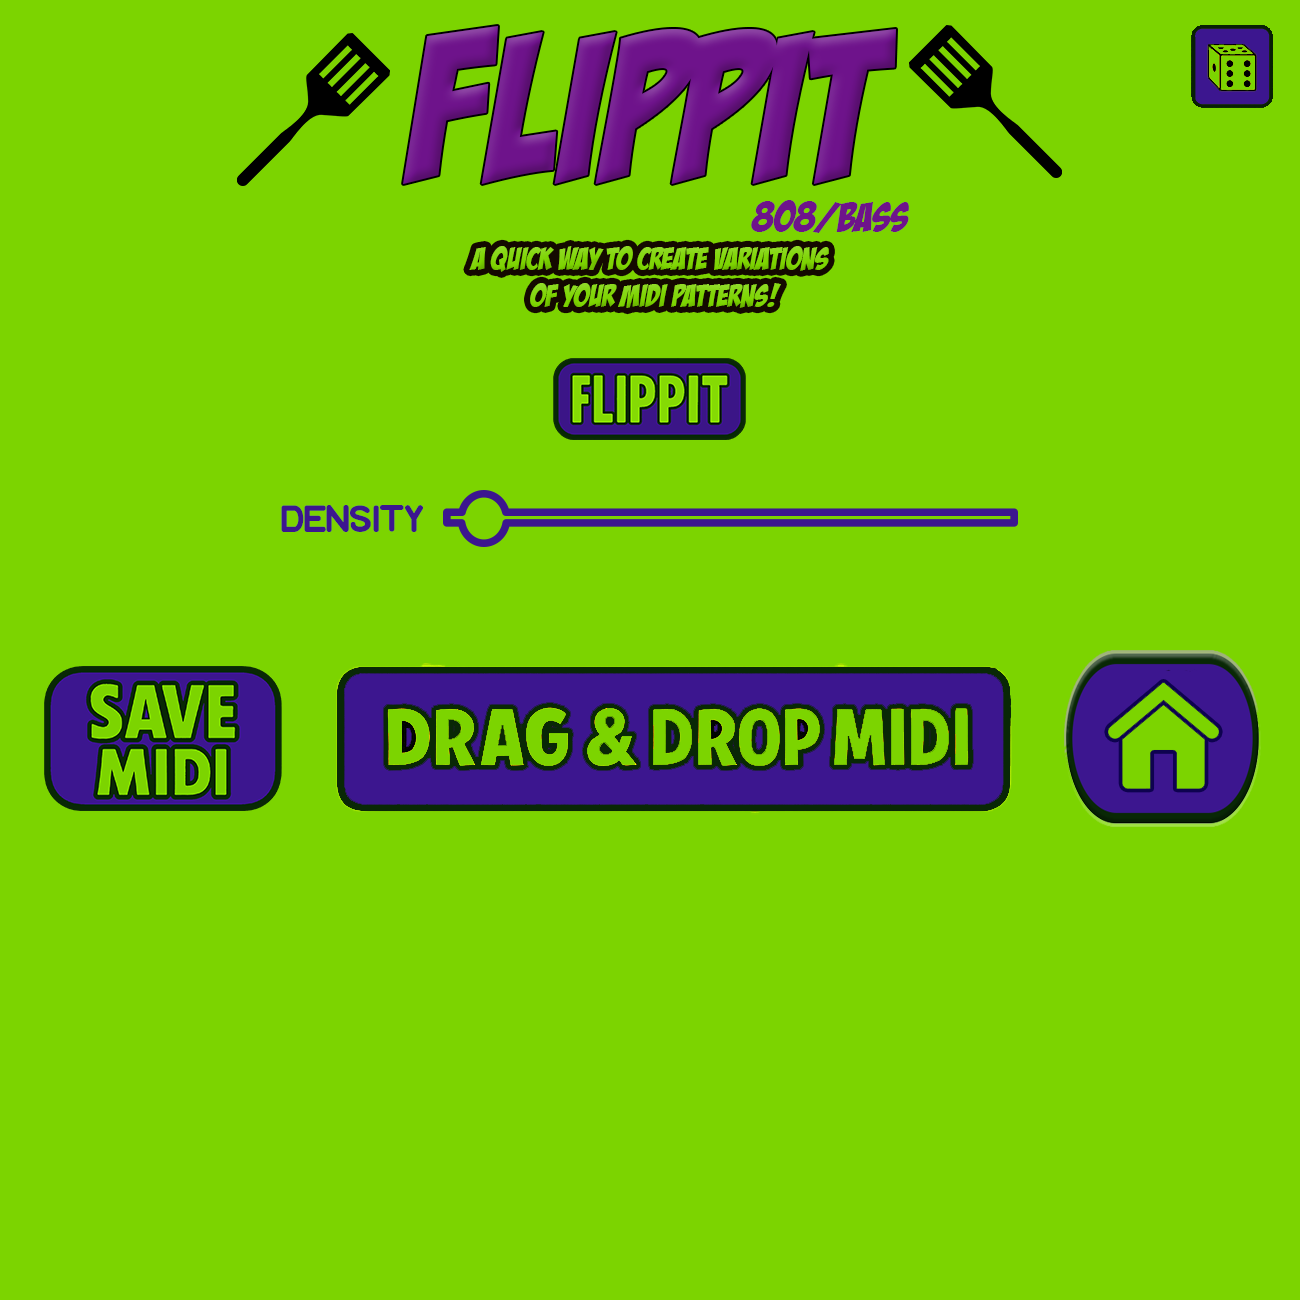 FLIPPIT
808/BASS
A QUICK WAY TO CREATE VARIATIONS
OF YOUR MIDI PATTERNS!
FLIPPIT
DENSITY
SAVE
MIDI
DRAG & DROP MIDI